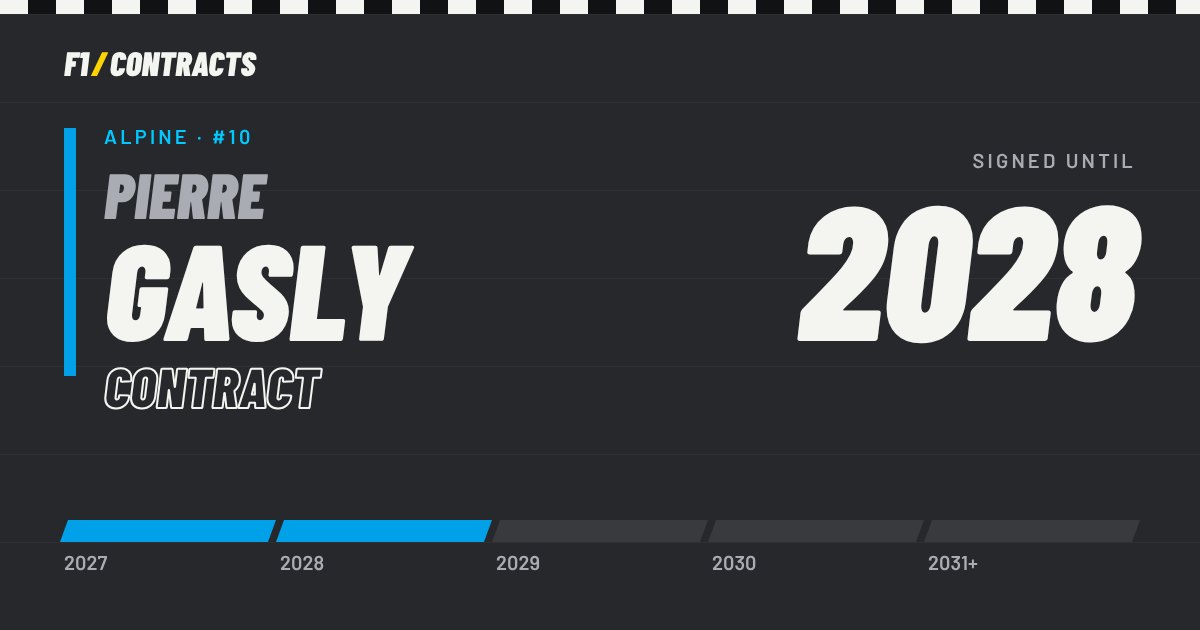 F1/CONTRACTS
ALPINE · #10
PIERRE
GASLY
CONTRACT
SIGNED UNTIL
2028
2027
2028
2029
2030
2031+